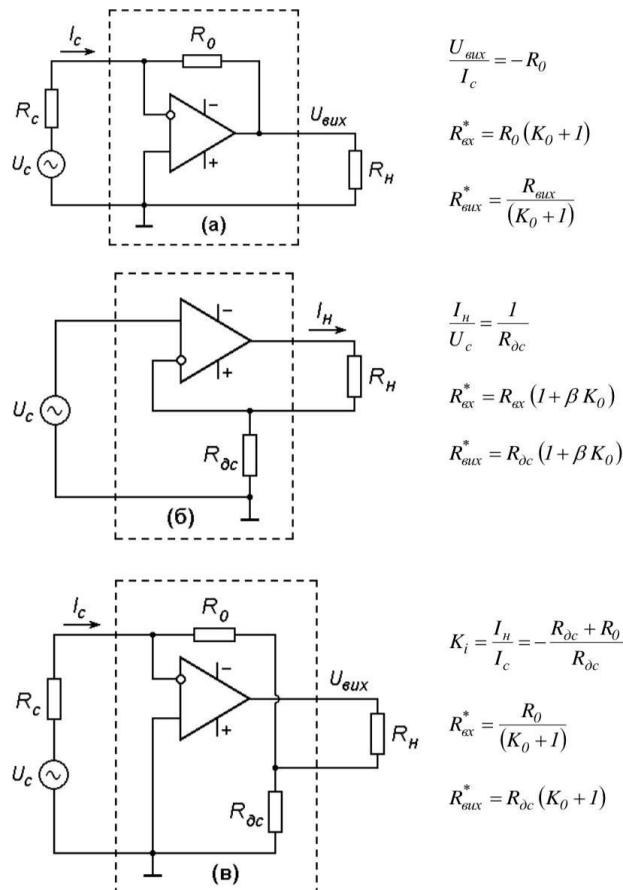 I_c
R_0
R_c
U_c
−
+
U_вих
R_н
(а)
U_вих / I_c = −R_0
R*_вх = R_0 (K_0 + 1)
R*_вих = R_вих / (K_0 + 1)
−
+
I_н
R_н
U_c
R_дс
(б)
I_н / U_c = 1 / R_дс
R*_вх = R_вх (1 + β K_0)
R*_вих = R_дс (1 + β K_0)
I_c
R_0
R_c
U_c
−
+
U_вих
R_н
R_дс
(в)
K_i = I_н / I_c = − (R_дс + R_0) / R_дс
R*_вх = R_0 / (K_0 + 1)
R*_вих = R_дс (K_0 + 1)